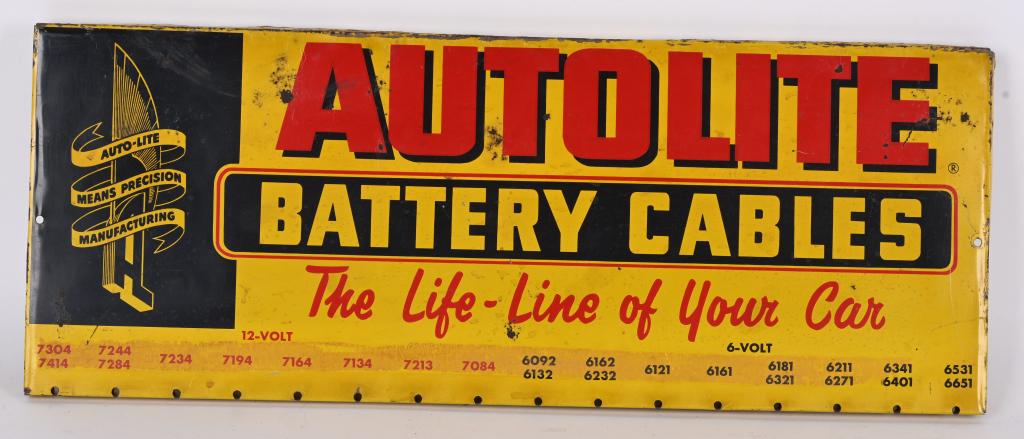 AUTO-LITE
MEANS PRECISION
MANUFACTURING
AUTOLITE®
BATTERY CABLES
The Life-Line of Your Car
12-VOLT 6-VOLT
7304 7244 7234 7194 7164 7134 7213 7084 6092 6162 6121 6161 6181 6211 6341 6531
7414 7284 6132 6232 6321 6271 6401 6651